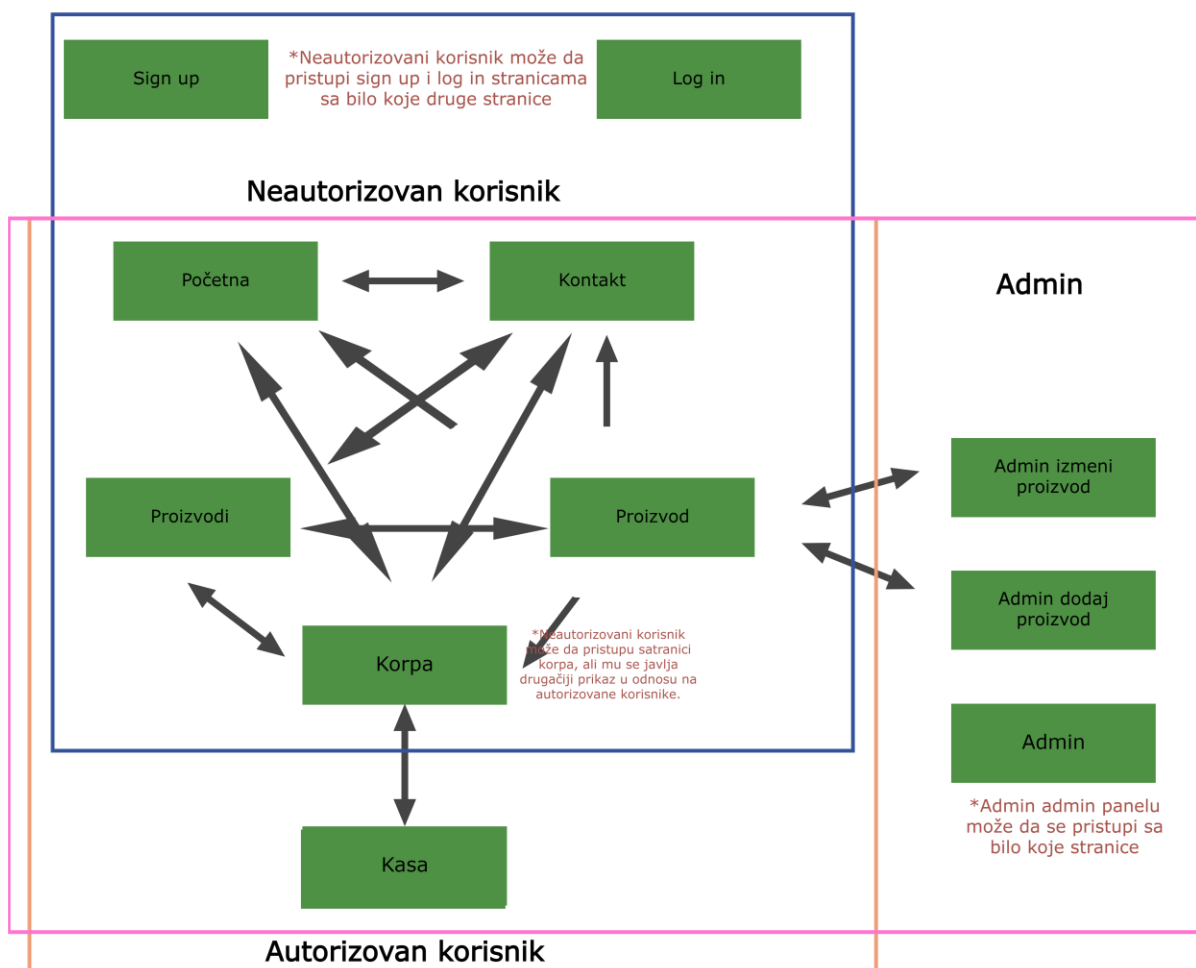 Sign up
*Neautorizovani korisnik može da
pristupi sign up i log in stranicama
sa bilo koje druge stranice
Log in
Neautorizovan korisnik
Početna
Kontakt
Admin
Proizvodi
Proizvod
Admin izmeni
proizvod
Admin dodaj
proizvod
Korpa
*Neautorizovani korisnik
može da pristupu satranici
korpa, ali mu se javlja
drugačiji prikaz u odnosu na
autorizovane korisnike.
Admin
*Admin admin panelu
može da se pristupi sa
bilo koje stranice
Kasa
Autorizovan korisnik